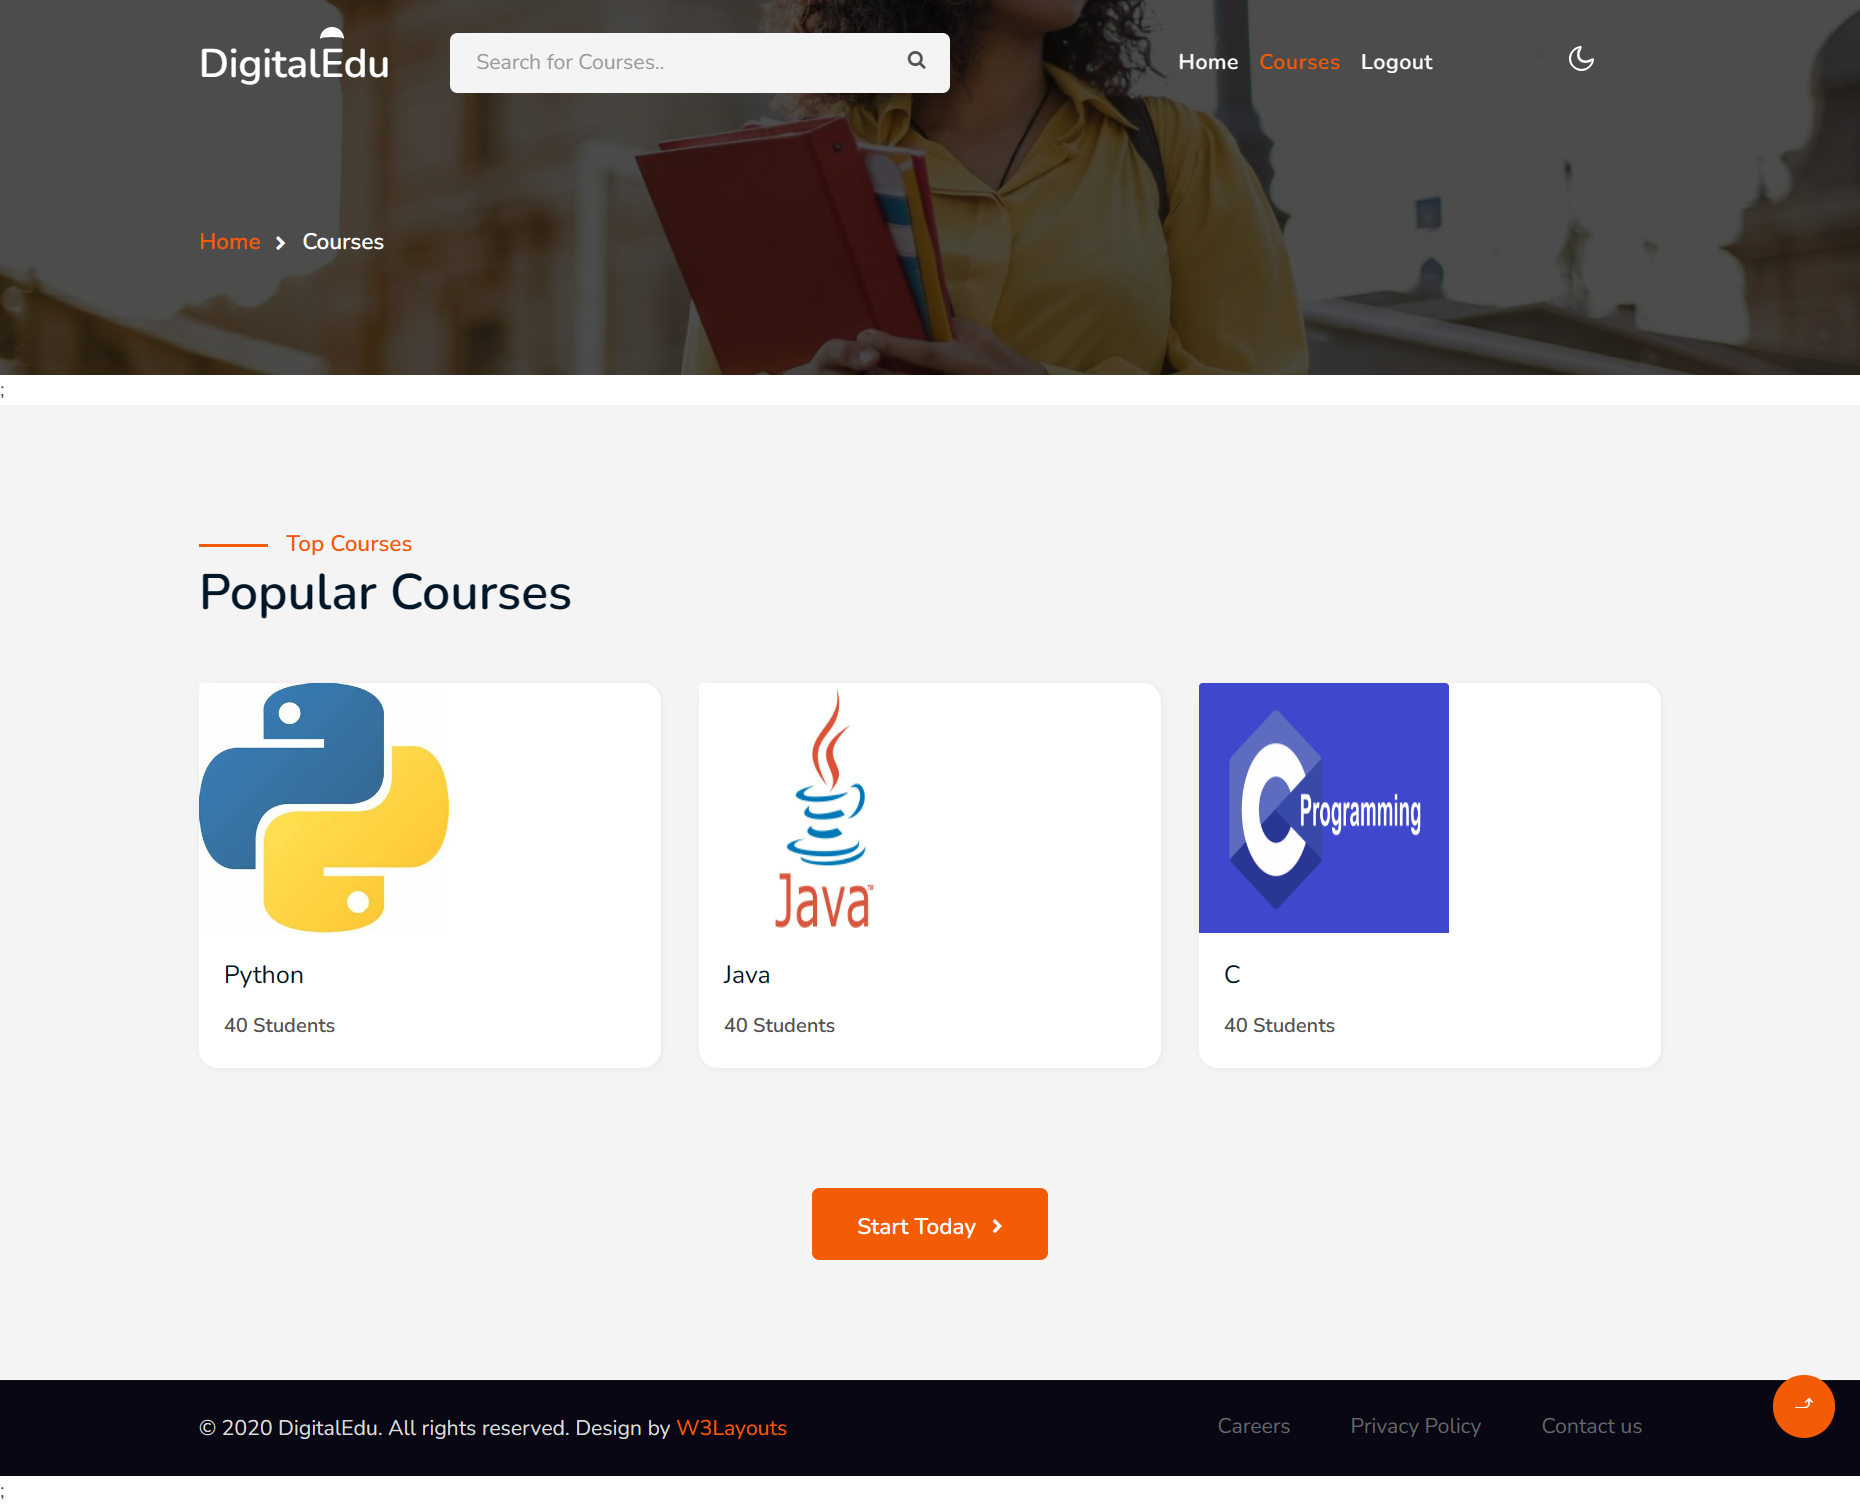 DigitalEdu
Search for Courses..
Home Courses Logout
Home Courses
;
Top Courses
Popular Courses
Java™
Programming
Python
Java
C
40 Students
40 Students
40 Students
Start Today
© 2020 DigitalEdu. All rights reserved. Design by W3Layouts
Careers Privacy Policy Contact us
;